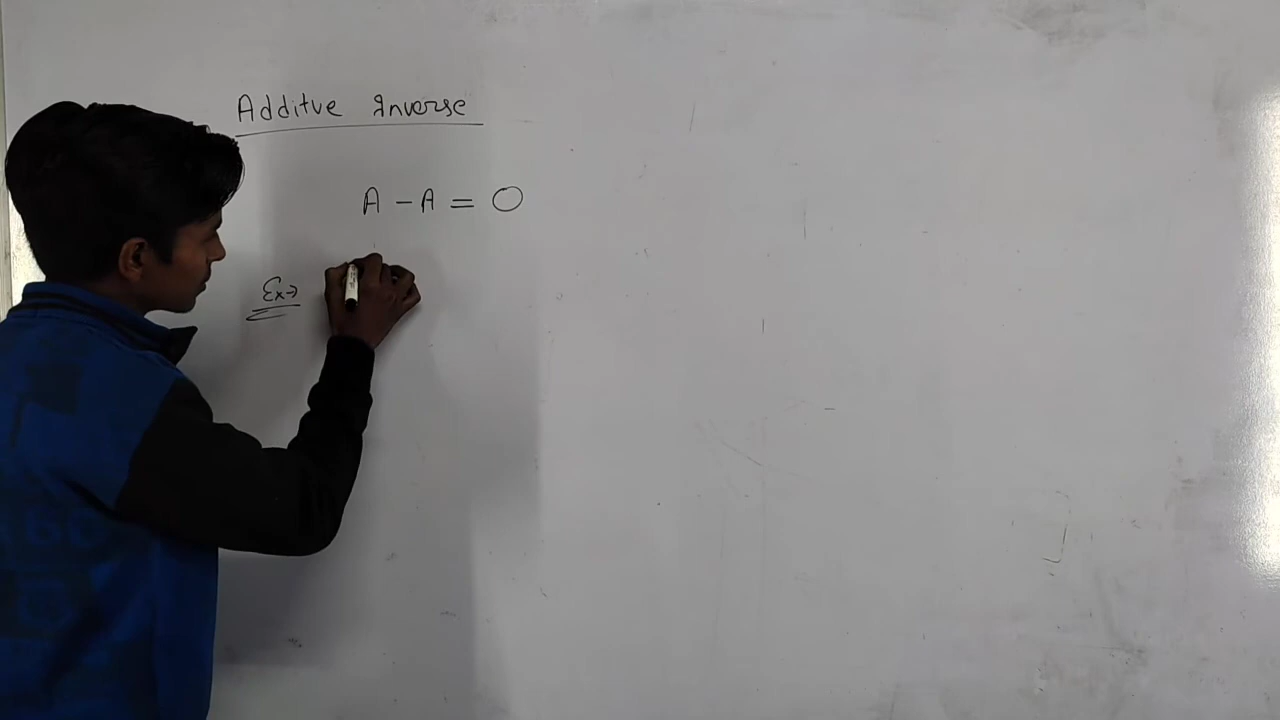 Additve Inverse
A - A = 0
Ex→